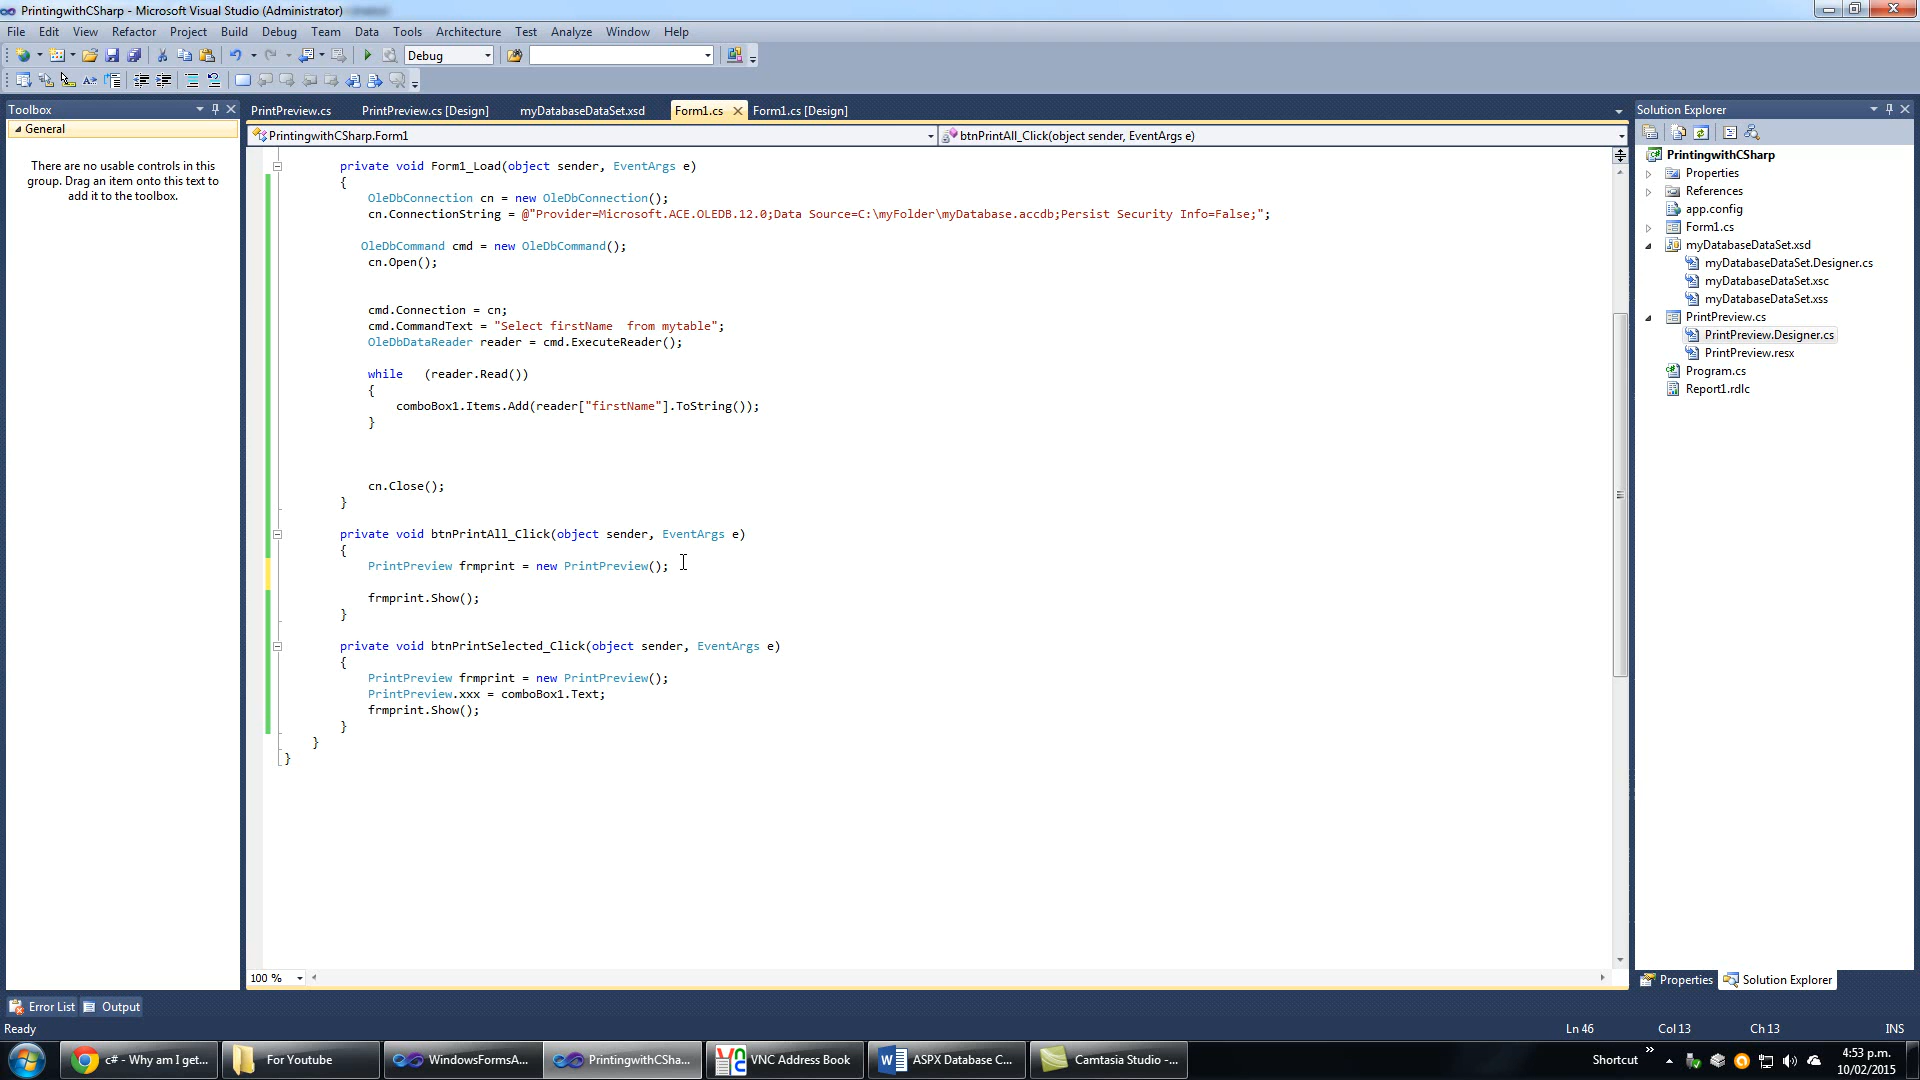 PrintingwithCSharp - Microsoft Visual Studio (Administrator)
File Edit View Refactor Project Build Debug Team Data Tools Architecture Test Analyze Window Help
Debug
Toolbox
General
There are no usable controls in this
group. Drag an item onto this text to
add it to the toolbox.
PrintPreview.cs PrintPreview.cs [Design] myDatabaseDataSet.xsd Form1.cs Form1.cs [Design]
PrintingwithCSharp.Form1 btnPrintAll_Click(object sender, EventArgs e)
private void Form1_Load(object sender, EventArgs e)
{
OleDbConnection cn = new OleDbConnection();
cn.ConnectionString = @"Provider=Microsoft.ACE.OLEDB.12.0;Data Source=C:\myFolder\myDatabase.accdb;Persist Security Info=False;";
OleDbCommand cmd = new OleDbCommand();
cn.Open();
cmd.Connection = cn;
cmd.CommandText = "Select firstName  from mytable";
OleDbDataReader reader = cmd.ExecuteReader();
while   (reader.Read())
{
comboBox1.Items.Add(reader["firstName"].ToString());
}
cn.Close();
}
private void btnPrintAll_Click(object sender, EventArgs e)
{
PrintPreview frmprint = new PrintPreview();
frmprint.Show();
}
private void btnPrintSelected_Click(object sender, EventArgs e)
{
PrintPreview frmprint = new PrintPreview();
PrintPreview.xxx = comboBox1.Text;
frmprint.Show();
}
}
}
100 %
Solution Explorer
PrintingwithCSharp
Properties
References
app.config
Form1.cs
myDatabaseDataSet.xsd
myDatabaseDataSet.Designer.cs
myDatabaseDataSet.xsc
myDatabaseDataSet.xss
PrintPreview.cs
PrintPreview.Designer.cs
PrintPreview.resx
Program.cs
Report1.rdlc
Properties Solution Explorer
Error List Output
Ready Ln 46 Col 13 Ch 13 INS
c# - Why am I get... For Youtube WindowsFormsA... PrintingwithCSha... VNC Address Book ASPX Database C... Camtasia Studio -... Shortcut
4:53 p.m.
10/02/2015